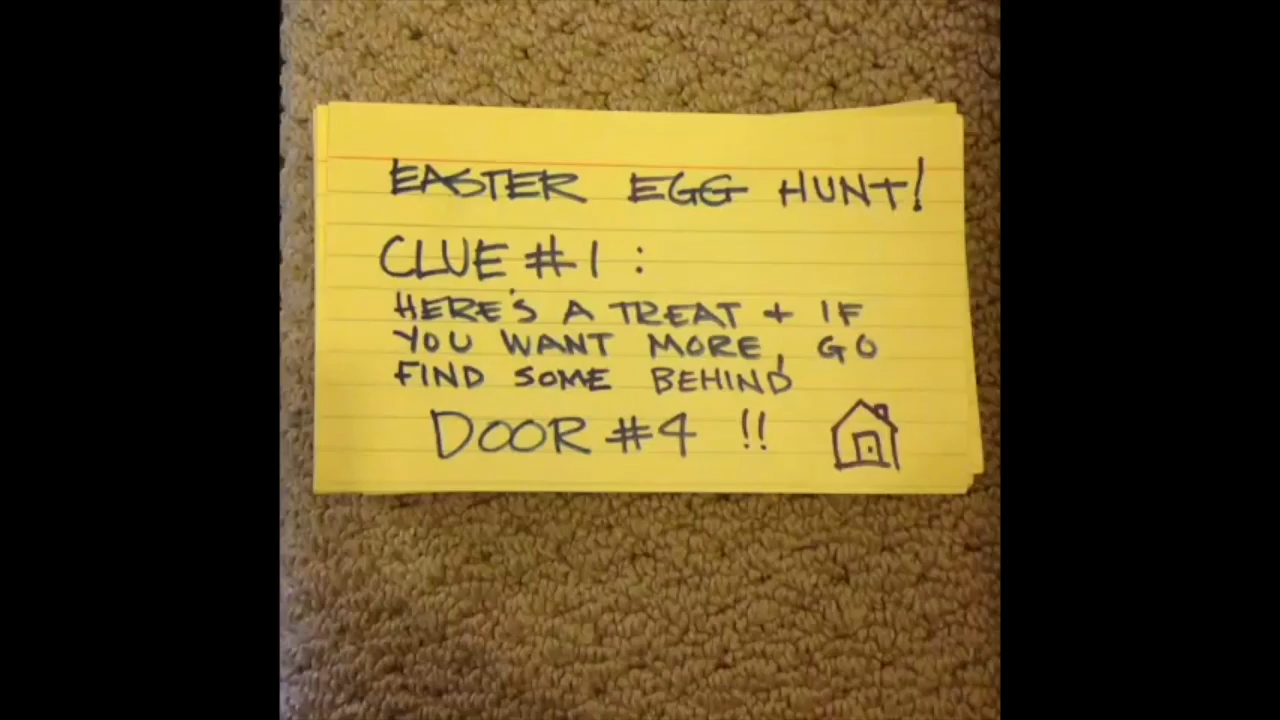 EASTER EGG HUNT!
CLUE #1 :
HERE'S A TREAT + IF
YOU WANT MORE, GO
FIND SOME BEHIND
DOOR #4 !!